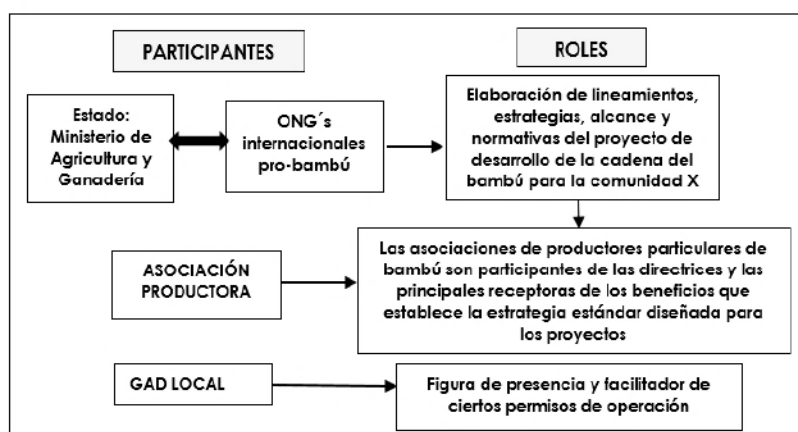 PARTICIPANTES
ROLES
Estado:
Ministerio de
Agricultura y
Ganadería
ONG´s
internacionales
pro-bambú
Elaboración de lineamientos,
estrategias, alcance y
normativas del proyecto de
desarrollo de la cadena del
bambú para la comunidad X
ASOCIACIÓN
PRODUCTORA
Las asociaciones de productores particulares de
bambú son participantes de las directrices y las
principales receptoras de los beneficios que
establece la estrategia estándar diseñada para
los proyectos
GAD LOCAL
Figura de presencia y facilitador de
ciertos permisos de operación